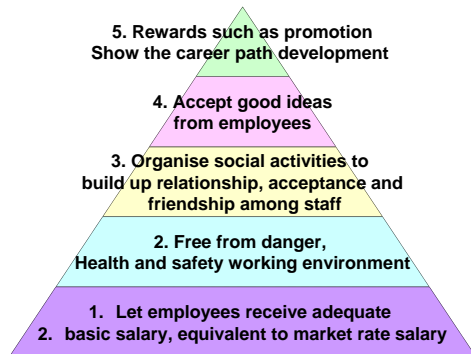 5. Rewards such as promotion
Show the career path development
4. Accept good ideas
from employees
3. Organise social activities to
build up relationship, acceptance and
friendship among staff
2. Free from danger,
Health and safety working environment
1. Let employees receive adequate
2. basic salary, equivalent to market rate salary